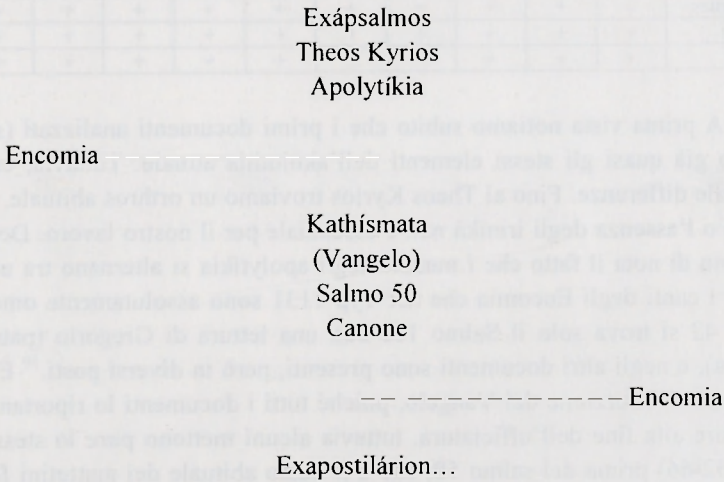 Exápsalmos
Theos Kyrios
Apolytíkia
Encomia
Kathísmata
(Vangelo)
Salmo 50
Canone
Encomia
Exapostilárion...